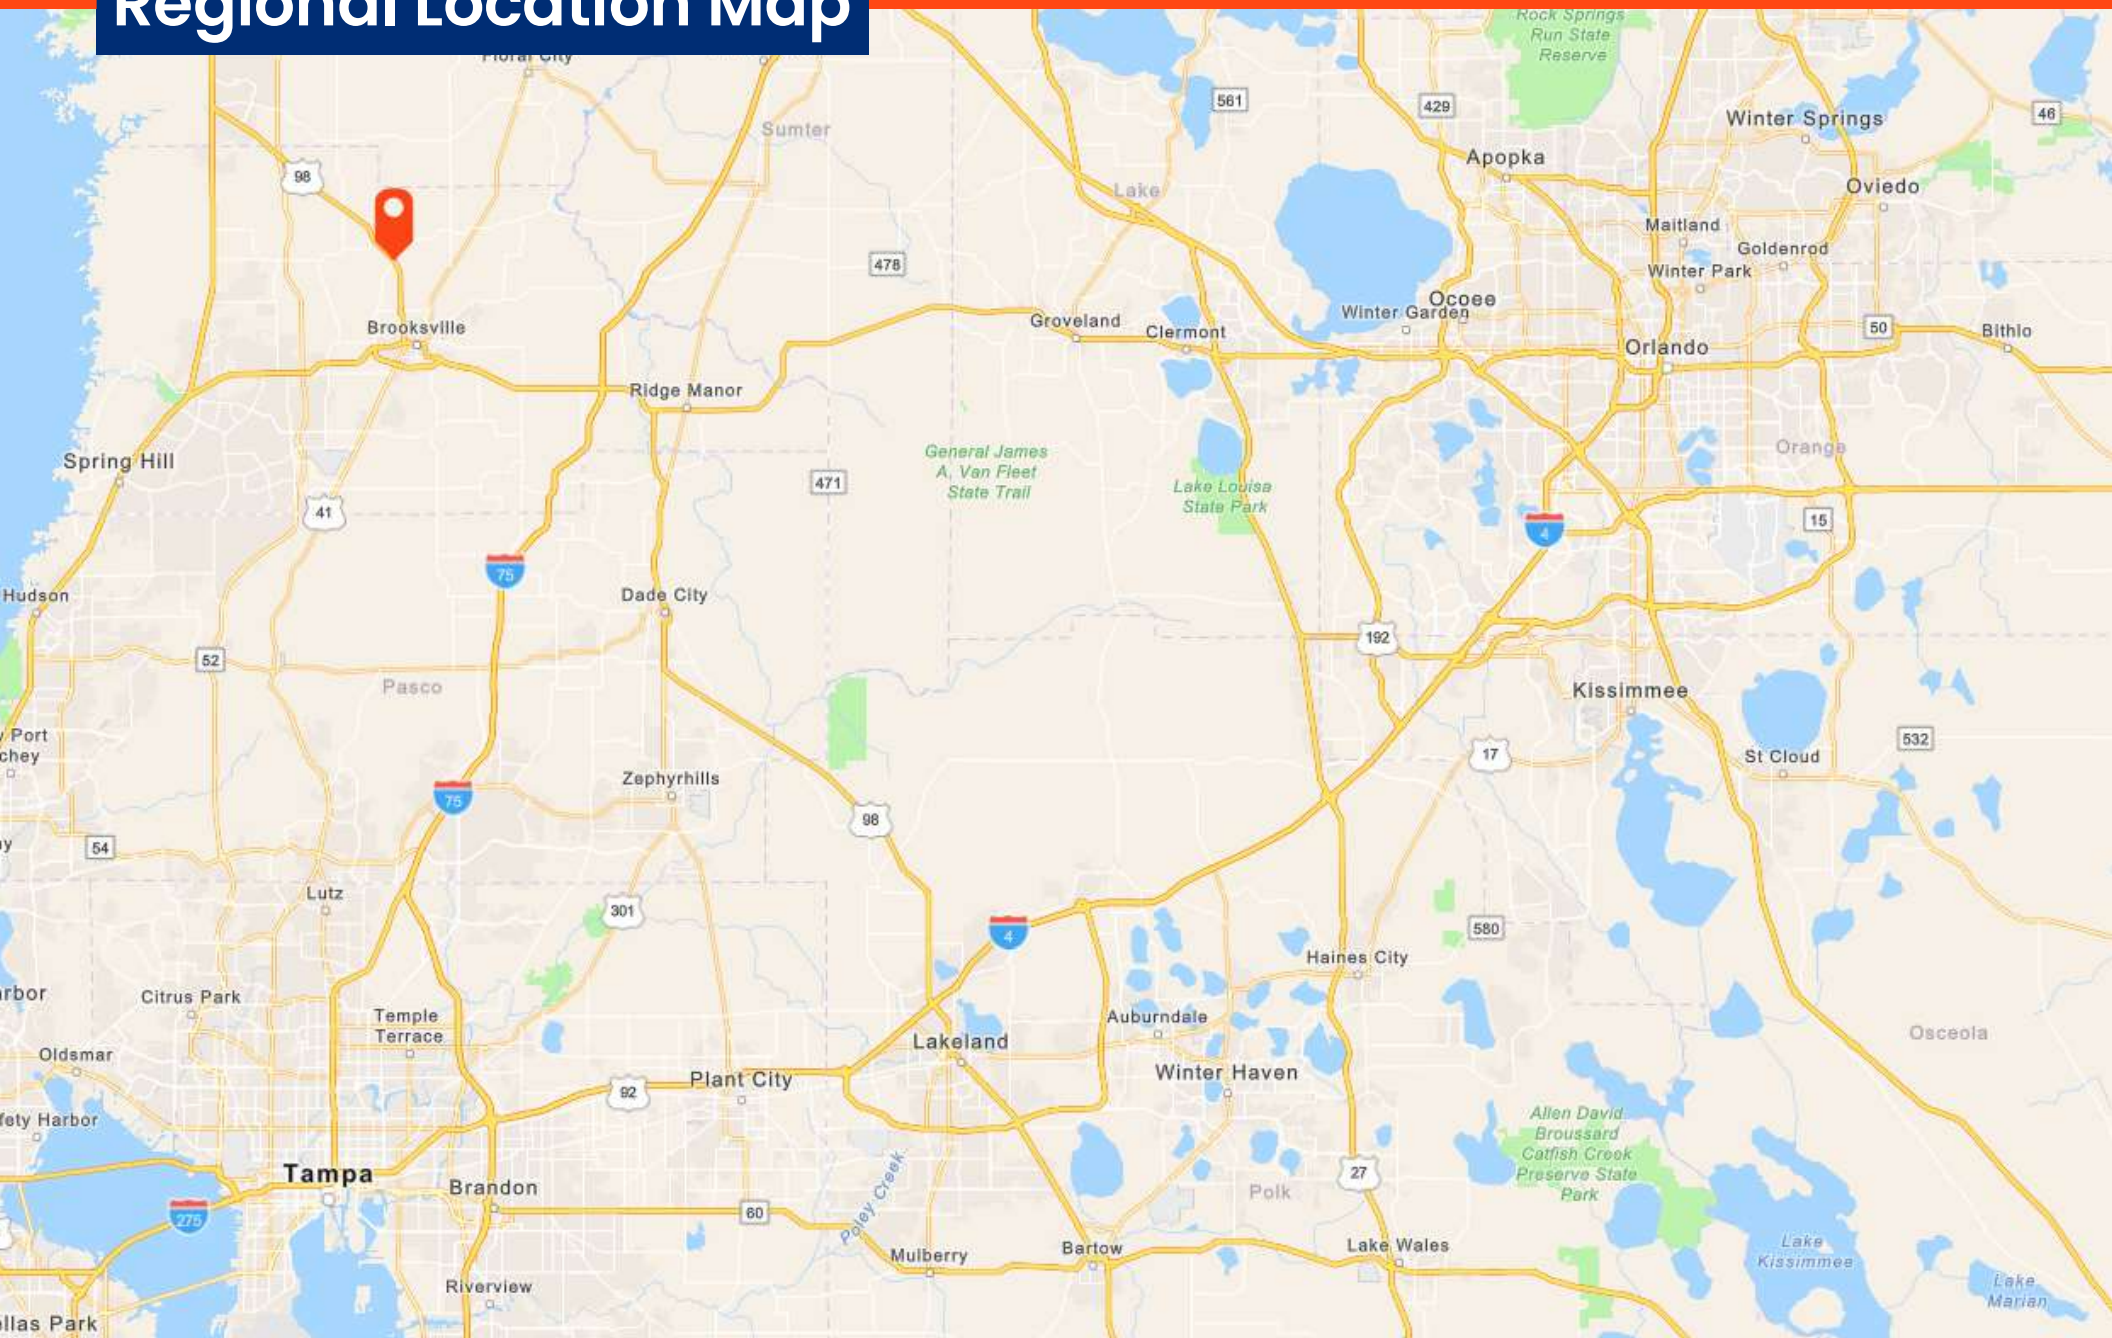 Regional Location Map
Floral City
Rock Springs
Run State
Reserve
561
429
46
Winter Springs
Sumter
Apopka
98
Lake
Oviedo
Maitland
Goldenrod
478
Winter Park
Ocoee
Winter Garden
Groveland
Clermont
Brooksville
50
Bithlo
Orlando
Ridge Manor
General James
A. Van Fleet
State Trail
Orange
Spring Hill
471
Lake Louisa
State Park
41
15
4
75
Hudson
Dade City
192
52
Pasco
Kissimmee
Port
chey
17
532
St Cloud
Zephyrhills
75
98
54
Lutz
301
4
580
Haines City
rbor
Citrus Park
Temple
Terrace
Auburndale
Osceola
Oldsmar
Lakeland
Winter Haven
Plant City
92
fety Harbor
Allen David
Broussard
Catfish Creek
Preserve State
Park
Tampa
Brandon
27
Polk
Poley Creek
275
60
Mulberry
Bartow
Lake Wales
Lake
Kissimmee
Riverview
Lake
Marian
llas Park